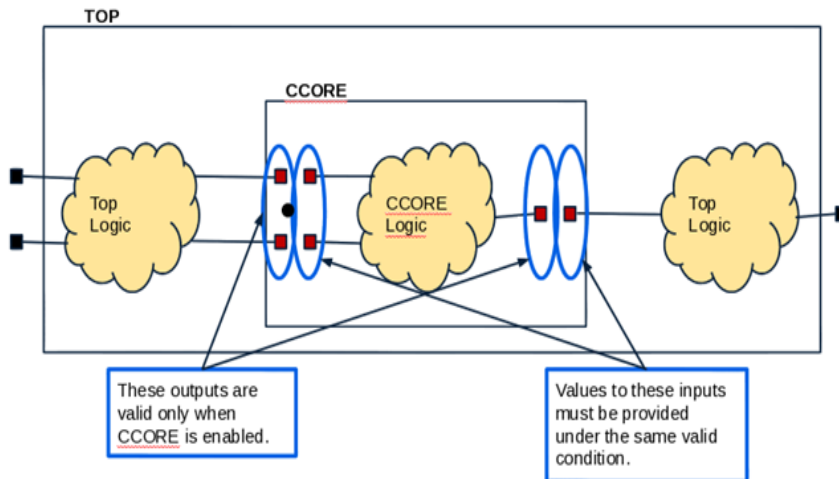 TOP
CCORE
Top
Logic
CCORE
Logic
Top
Logic
These outputs are
valid only when
CCORE is enabled.
Values to these inputs
must be provided
under the same valid
condition.